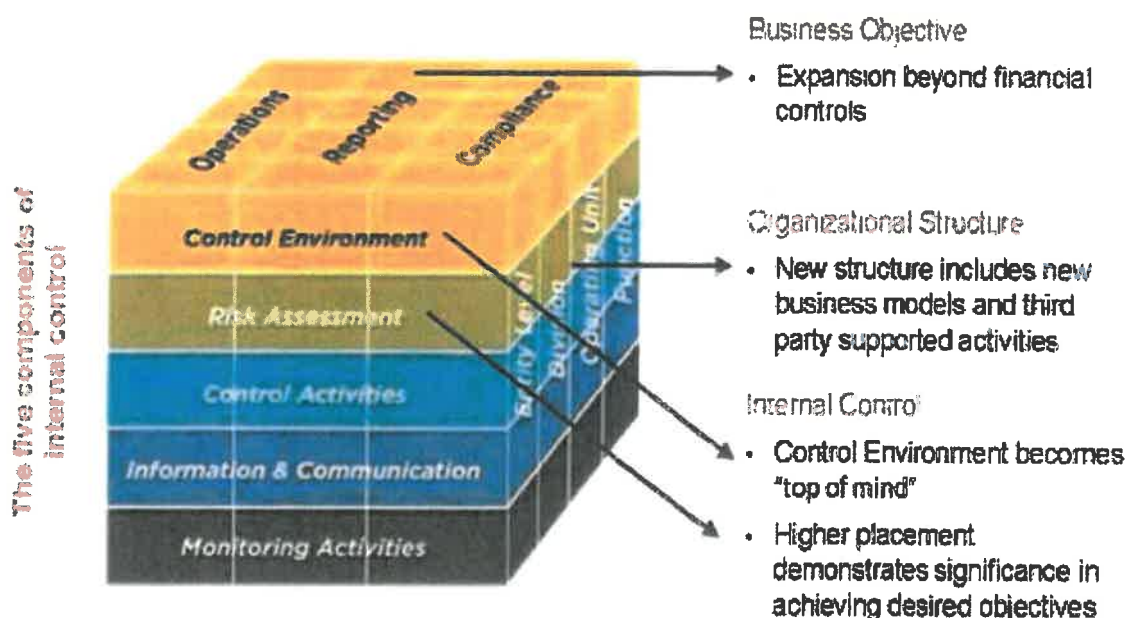 Business Objective
• Expansion beyond financial
controls
Operations
Reporting
Compliance
The five components of
internal control
Control Environment
Risk Assessment
Control Activities
Information & Communication
Monitoring Activities
Entity Level
Division
Operating Unit
Function
Organizational Structure
• New structure includes new
business models and third
party supported activities
Internal Control
• Control Environment becomes
"top of mind"
• Higher placement
demonstrates significance in
achieving desired objectives